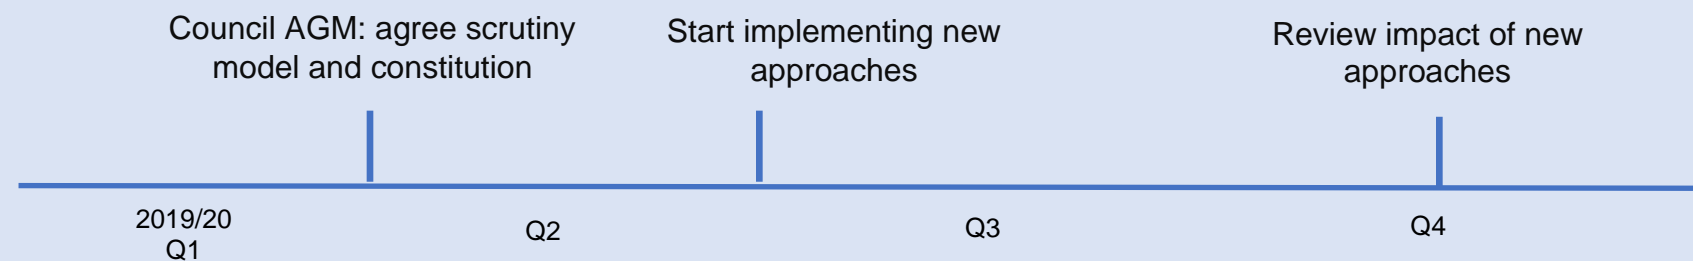 Council AGM: agree scrutiny
model and constitution
Start implementing new
approaches
Review impact of new
approaches
2019/20
Q1
Q2
Q3
Q4